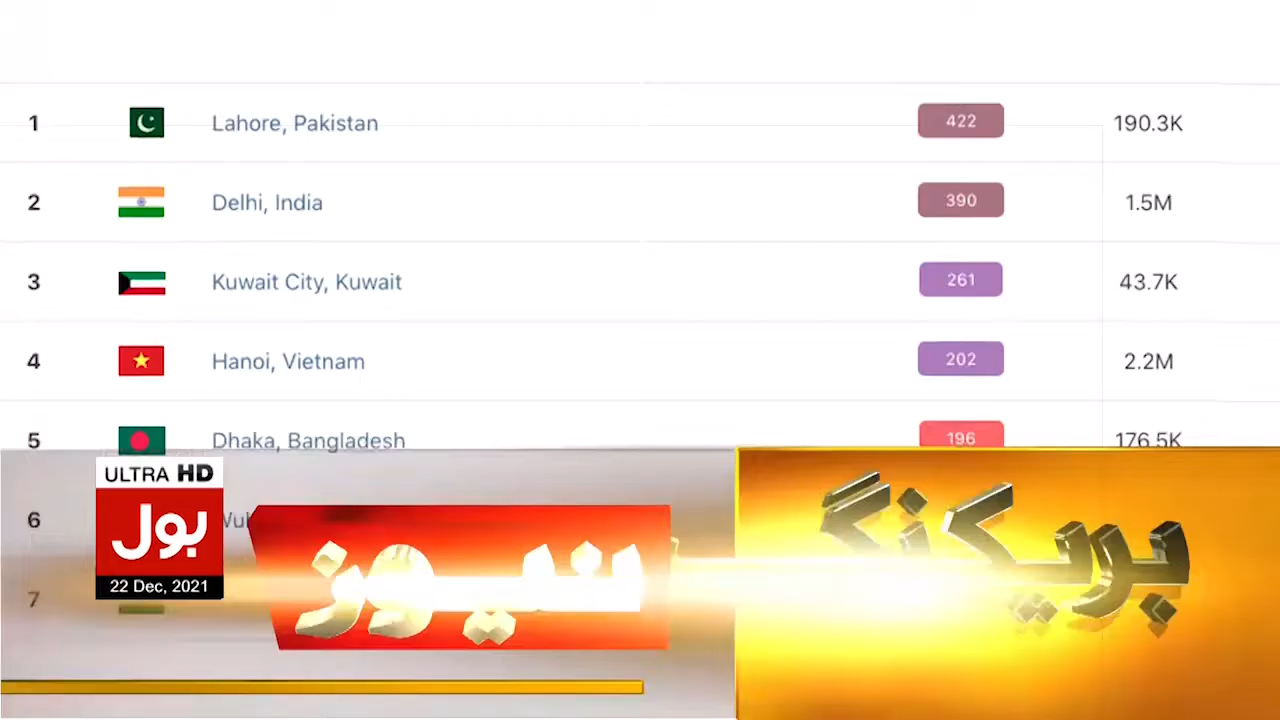 1 Lahore, Pakistan 422 190.3K
2 Delhi, India 390 1.5M
3 Kuwait City, Kuwait 261 43.7K
4 Hanoi, Vietnam 202 2.2M
5 Dhaka, Bangladesh 196 176.5K
6
7
ULTRA HD
بول
22 Dec, 2021
بریکنگ
نیوز